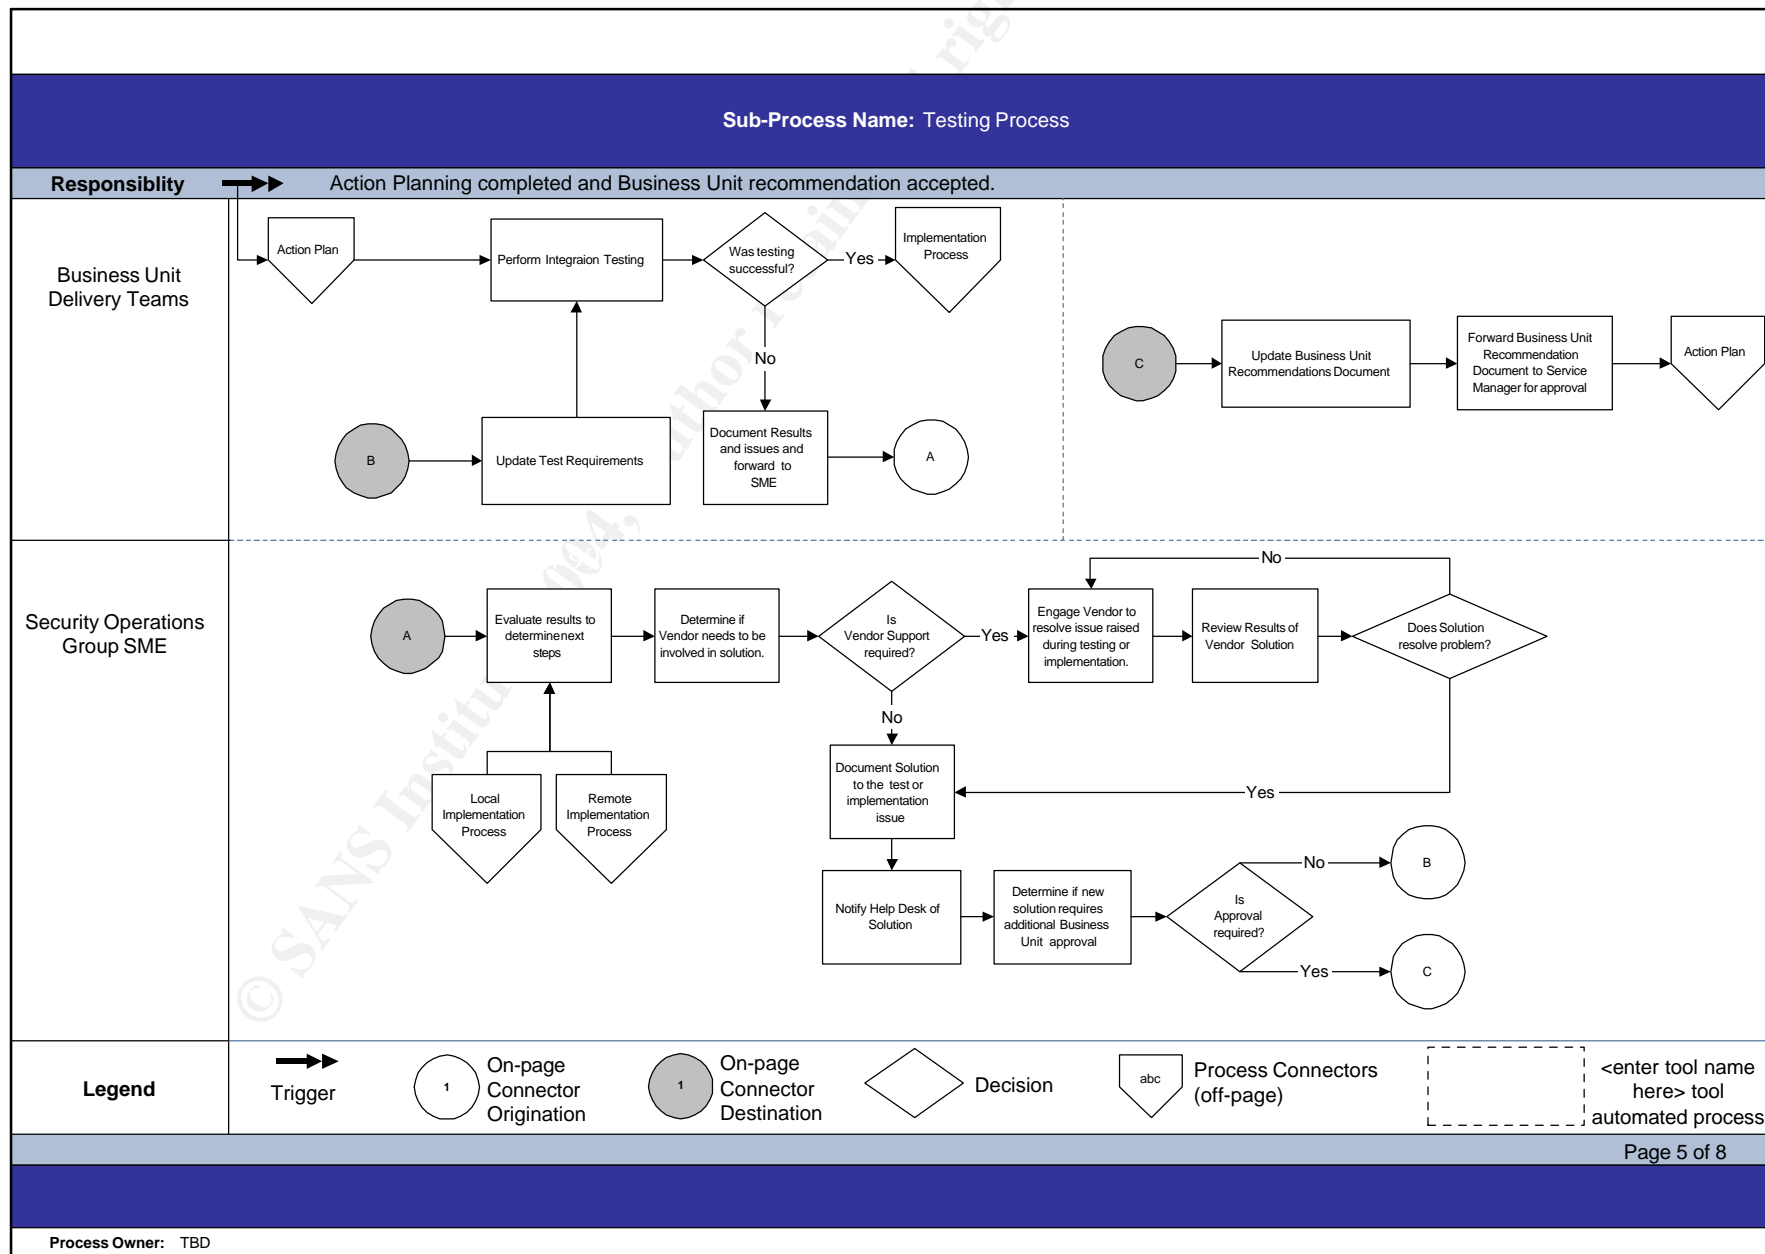 Sub-Process Name: Testing Process
Responsiblity
Action Planning completed and Business Unit recommendation accepted.
Business Unit
Delivery Teams
Action Plan
Perform Integraion Testing
Was testing
successful?
Yes
Implementation
Process
No
B
Update Test Requirements
Document Results
and issues and
forward to
SME
A
C
Update Business Unit
Recommendations Document
Forward Business Unit
Recommendation
Document to Service
Manager for approval
Action Plan
Security Operations
Group SME
A
Evaluate results to
determine next
steps
Determine if
Vendor needs to be
involved in solution.
Is
Vendor Support
required?
Yes
Engage Vendor to
resolve issue raised
during testing or
implementation.
Review Results of
Vendor Solution
Does Solution
resolve problem?
No
No
Yes
Local
Implementation
Process
Remote
Implementation
Process
Document Solution
to the test or
implementation
issue
Notify Help Desk of
Solution
Determine if new
solution requires
additional Business
Unit approval
Is
Approval
required?
No
B
Yes
C
Legend
Trigger
1
On-page
Connector
Origination
1
On-page
Connector
Destination
Decision
abc
Process Connectors
(off-page)
<enter tool name
here> tool
automated process
Page 5 of 8
Process Owner: TBD
© SANS Institu